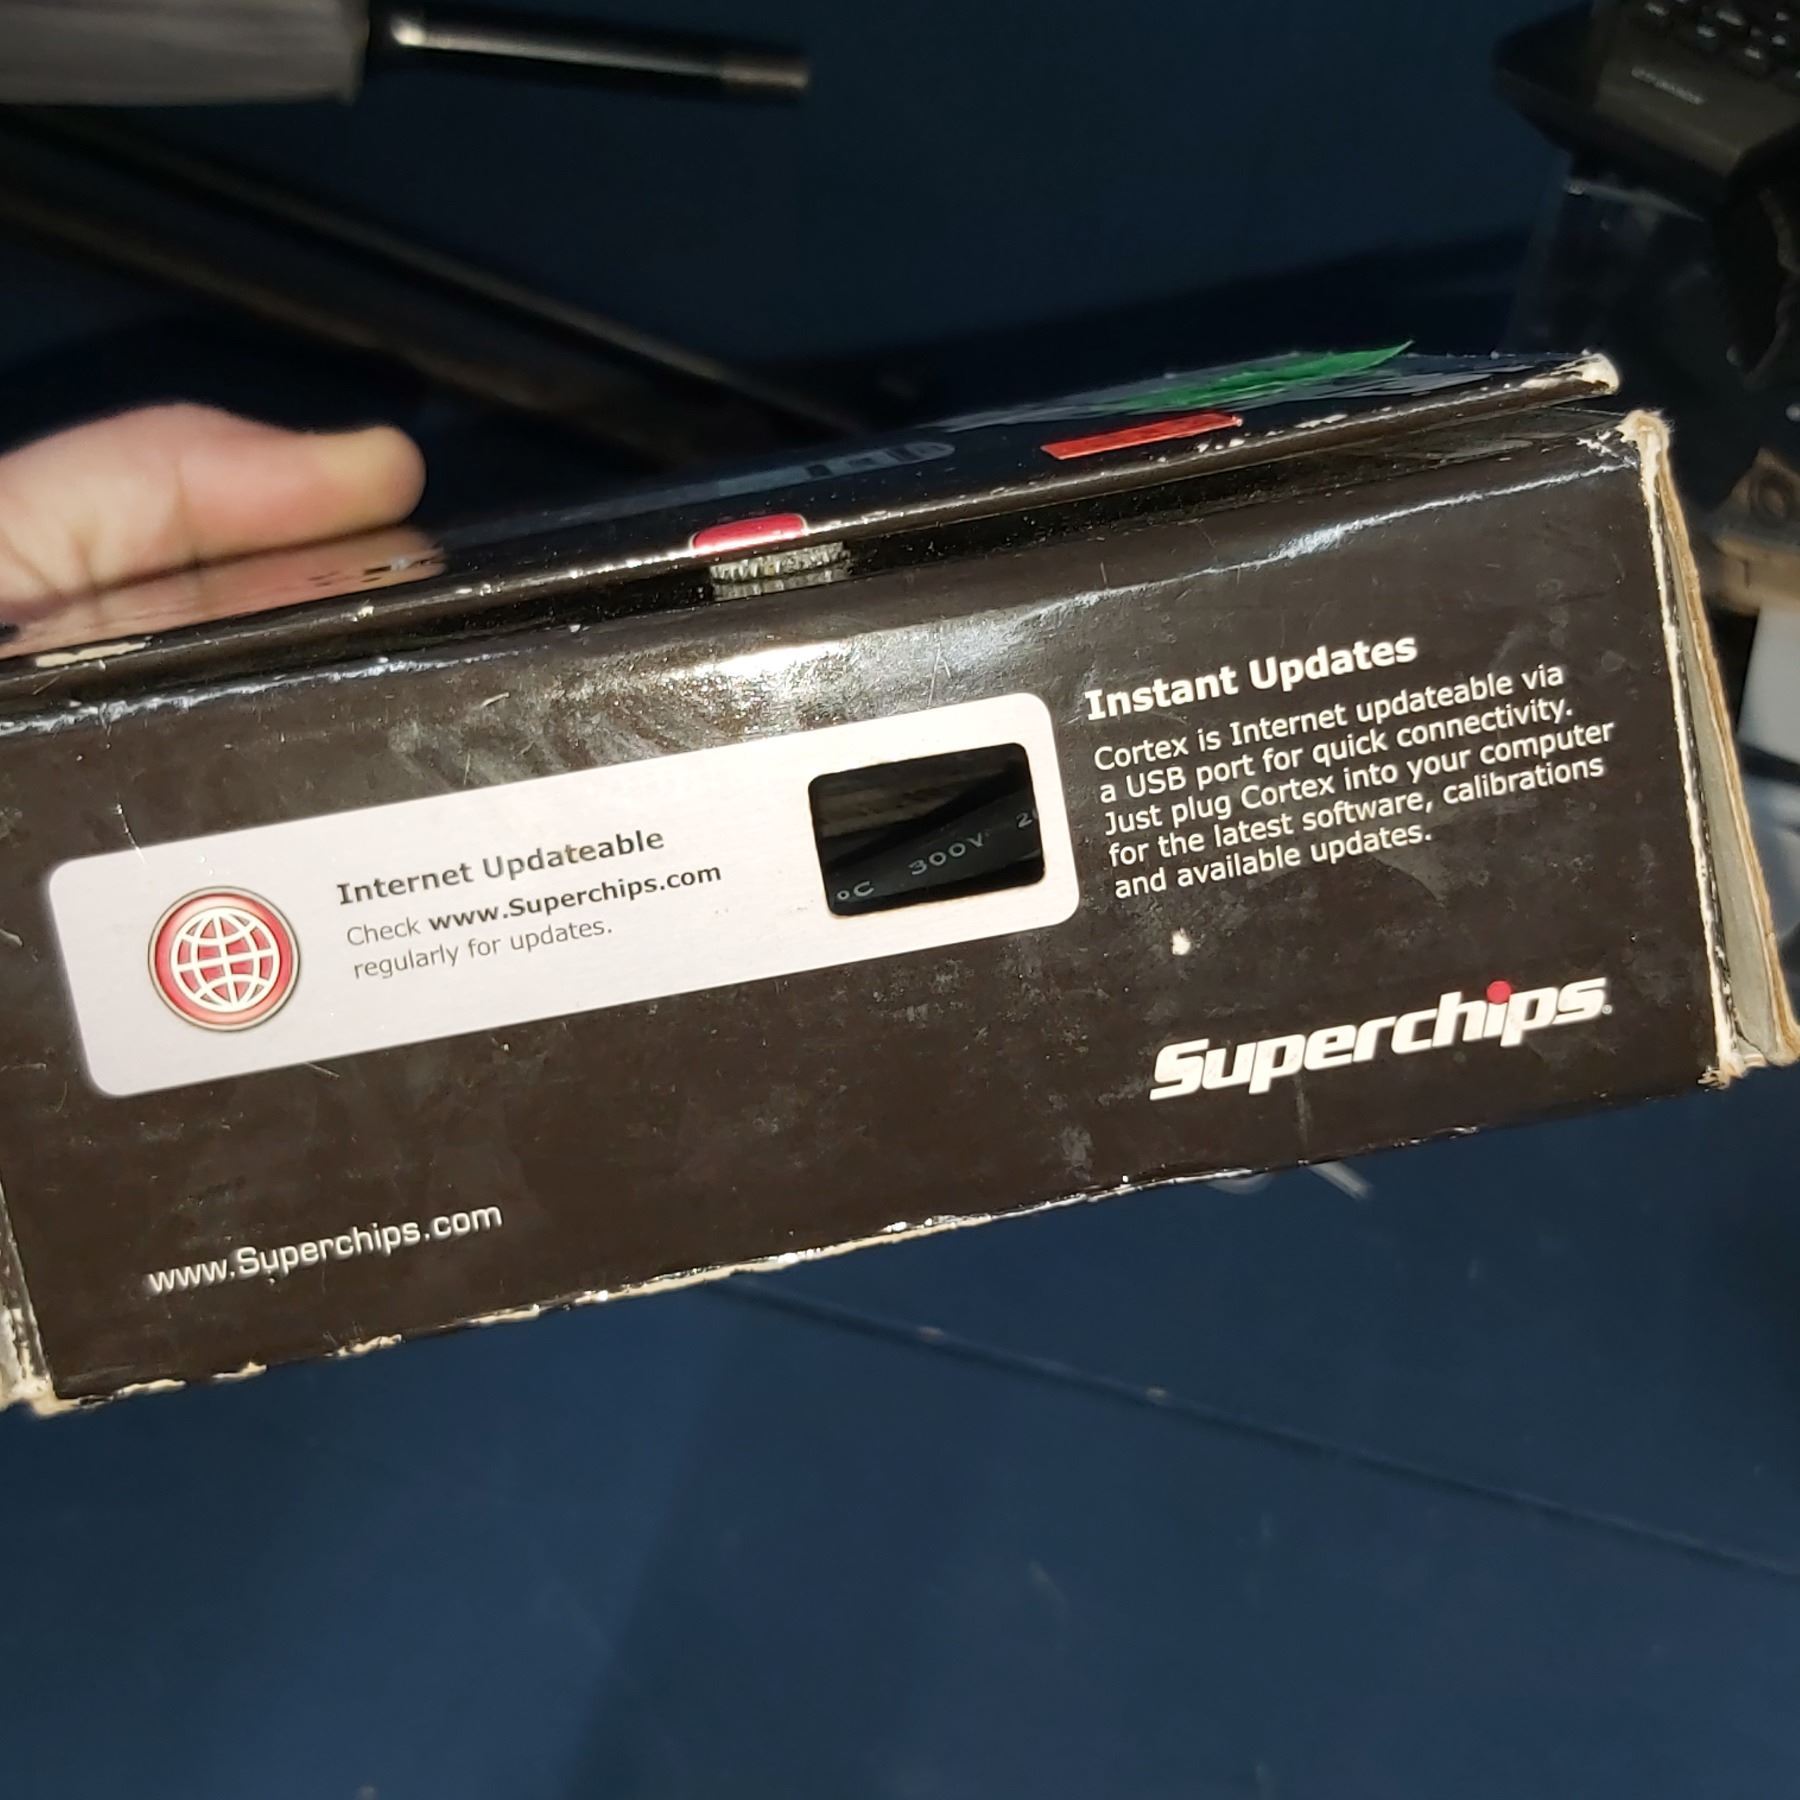 Instant Updates
Cortex is Internet updateable via
a USB port for quick connectivity.
Just plug Cortex into your computer
for the latest software, calibrations
and available updates.
Internet Updateable
Check www.Superchips.com
regularly for updates.
°C 300V
Superchips®
www.Superchips.com